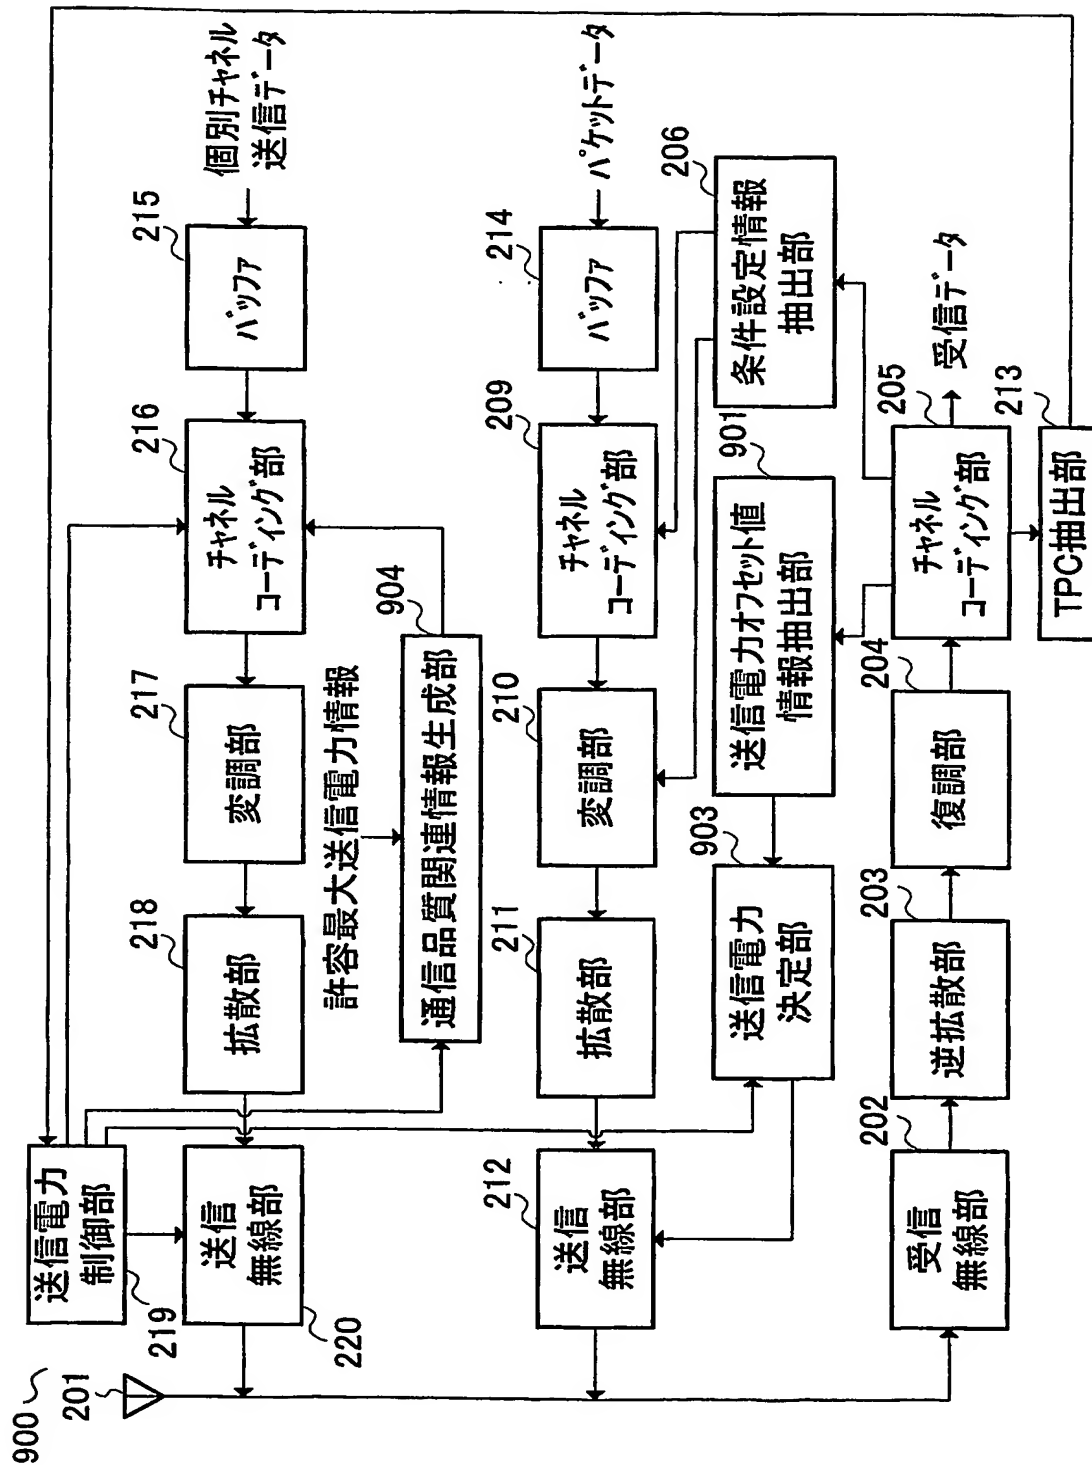 900
201
送信電力
制御部
219
送信
無線部
220
218
拡散部
217
変調部
216
チャネル
コーディング部
215
バッファ
個別チャネル
送信データ
許容最大送信電力情報
904
通信品質関連情報生成部
212
送信
無線部
211
拡散部
210
変調部
209
チャネル
コーディング部
214
バッファ
パケットデータ
903
送信電力
決定部
901
送信電力オフセット値
情報抽出部
206
条件設定情報
抽出部
202
受信
無線部
203
逆拡散部
204
復調部
205
チャネル
コーディング部
受信データ
213
TPC抽出部